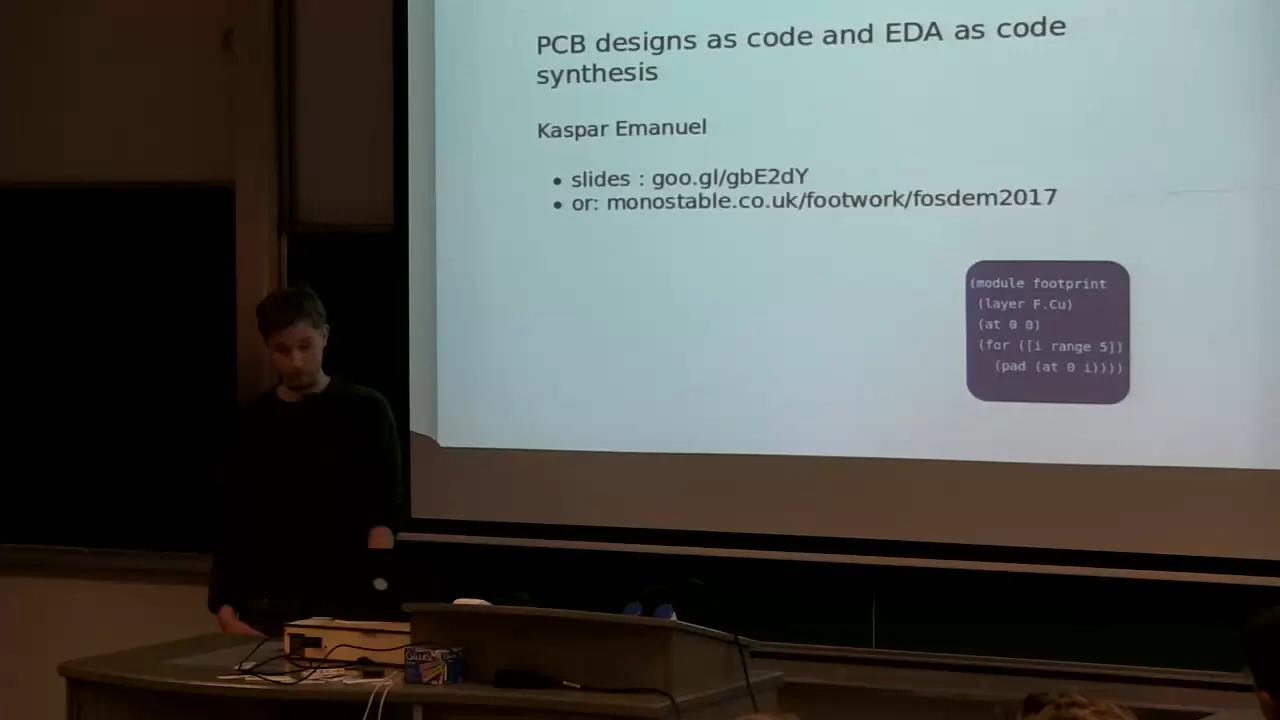 PCB designs as code and EDA as code
synthesis
Kaspar Emanuel
• slides : goo.gl/gbE2dY
• or: monostable.co.uk/footwork/fosdem2017
(module footprint
(layer F.Cu)
(at 0 0)
(for ([i range 5])
(pad (at 0 i))))